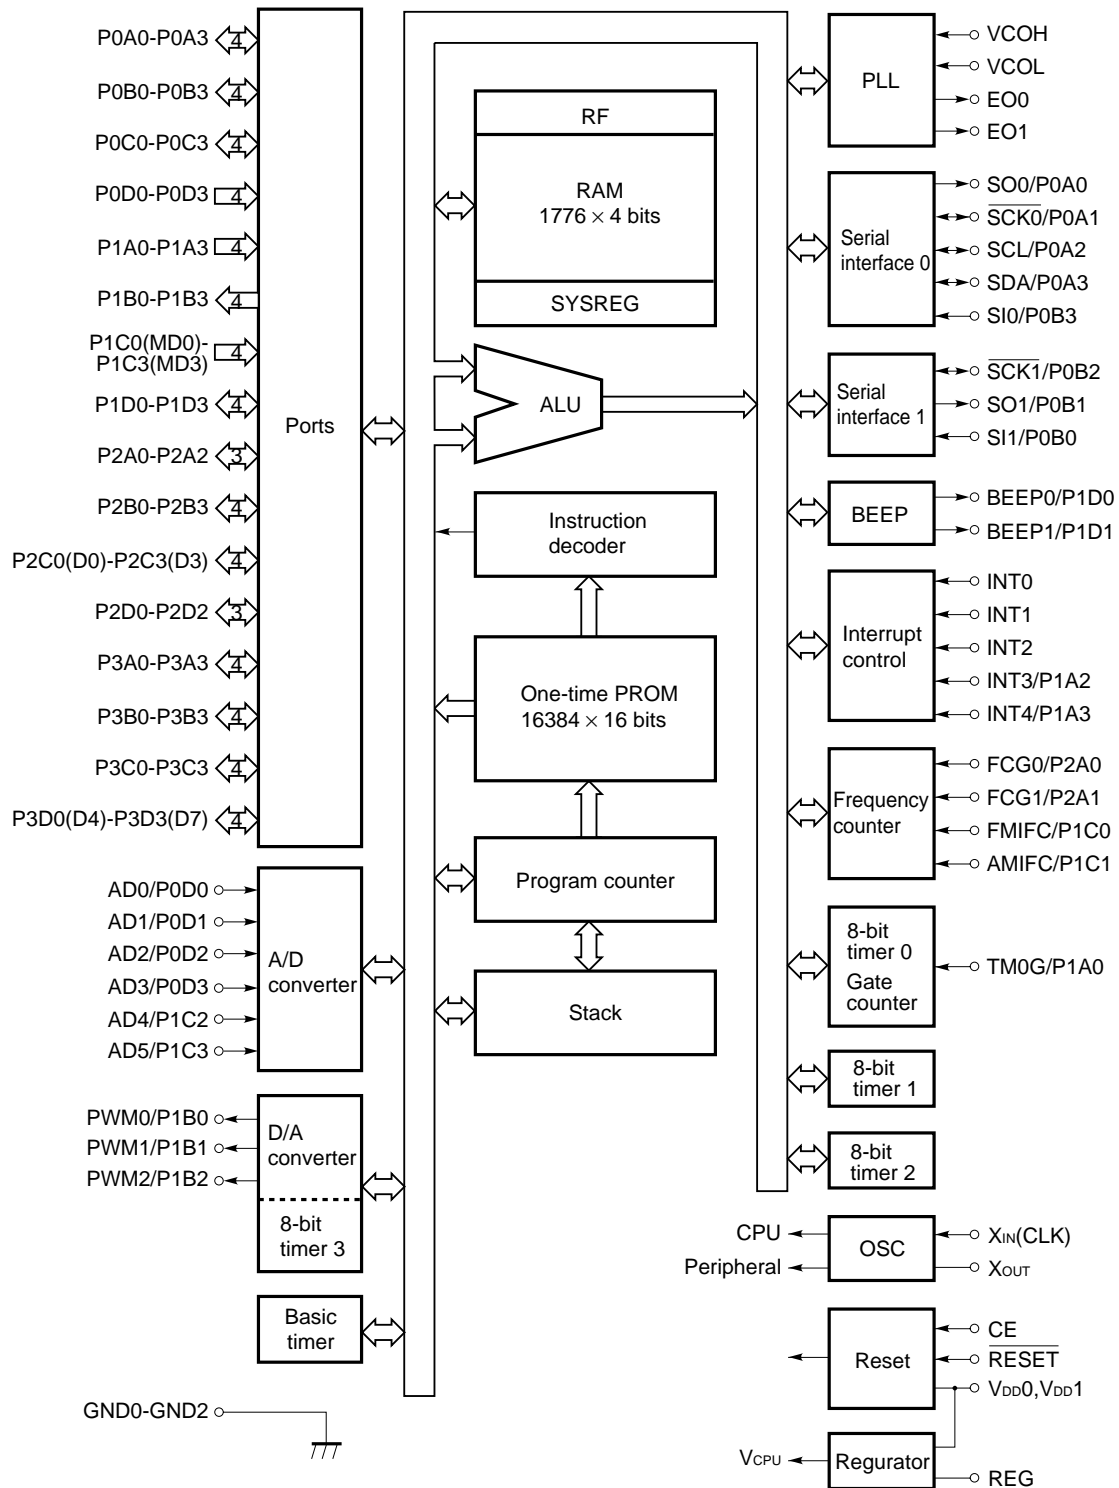 P0A0-P0A3
4
P0B0-P0B3
4
P0C0-P0C3
4
P0D0-P0D3
4
P1A0-P1A3
4
P1B0-P1B3
4
P1C0(MD0)-
P1C3(MD3)
4
P1D0-P1D3
4
P2A0-P2A2
3
P2B0-P2B3
4
P2C0(D0)-P2C3(D3)
4
P2D0-P2D2
3
P3A0-P3A3
4
P3B0-P3B3
4
P3C0-P3C3
4
P3D0(D4)-P3D3(D7)
4
Ports
AD0/P0D0
AD1/P0D1
AD2/P0D2
AD3/P0D3
AD4/P1C2
AD5/P1C3
A/D
converter
PWM0/P1B0
PWM1/P1B1
PWM2/P1B2
D/A
converter
8-bit
timer 3
Basic
timer
GND0-GND2
RF
RAM
1776 × 4 bits
SYSREG
ALU
Instruction
decoder
One-time PROM
16384 × 16 bits
Program counter
Stack
PLL
VCOH
VCOL
EO0
EO1
Serial
interface 0
SO0/P0A0
SCK0/P0A1
SCL/P0A2
SDA/P0A3
SI0/P0B3
Serial
interface 1
SCK1/P0B2
SO1/P0B1
SI1/P0B0
BEEP
BEEP0/P1D0
BEEP1/P1D1
Interrupt
control
INT0
INT1
INT2
INT3/P1A2
INT4/P1A3
Frequency
counter
FCG0/P2A0
FCG1/P2A1
FMIFC/P1C0
AMIFC/P1C1
8-bit
timer 0
Gate
counter
TM0G/P1A0
8-bit
timer 1
8-bit
timer 2
CPU
Peripheral
OSC
XIN(CLK)
XOUT
Reset
CE
RESET
VDD0,VDD1
VCPU
Regurator
REG